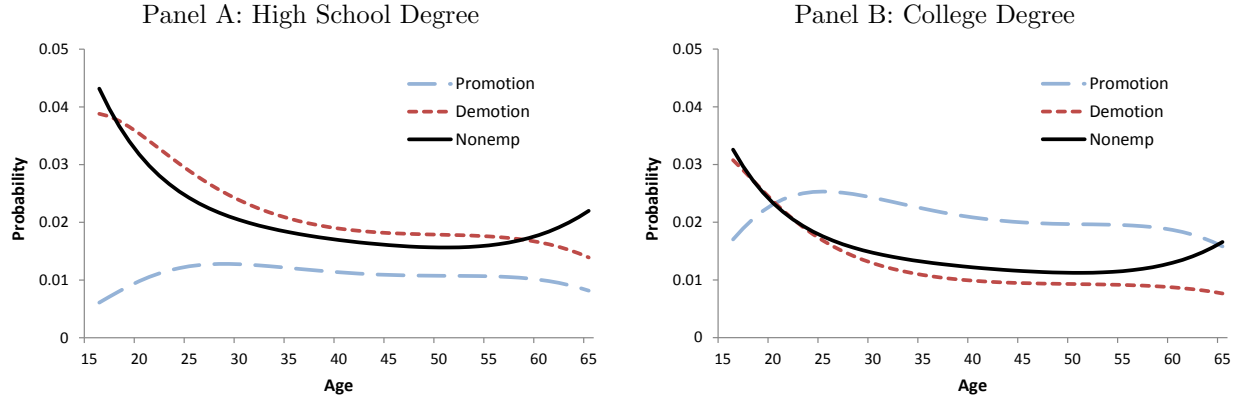 Panel A: High School Degree
0.05
0.04
0.03
0.02
0.01
0
Probability
Promotion
Demotion
Nonemp
15 20 25 30 35 40 45 50 55 60 65
Age
Panel B: College Degree
0.05
0.04
0.03
0.02
0.01
0
Probability
Promotion
Demotion
Nonemp
15 20 25 30 35 40 45 50 55 60 65
Age